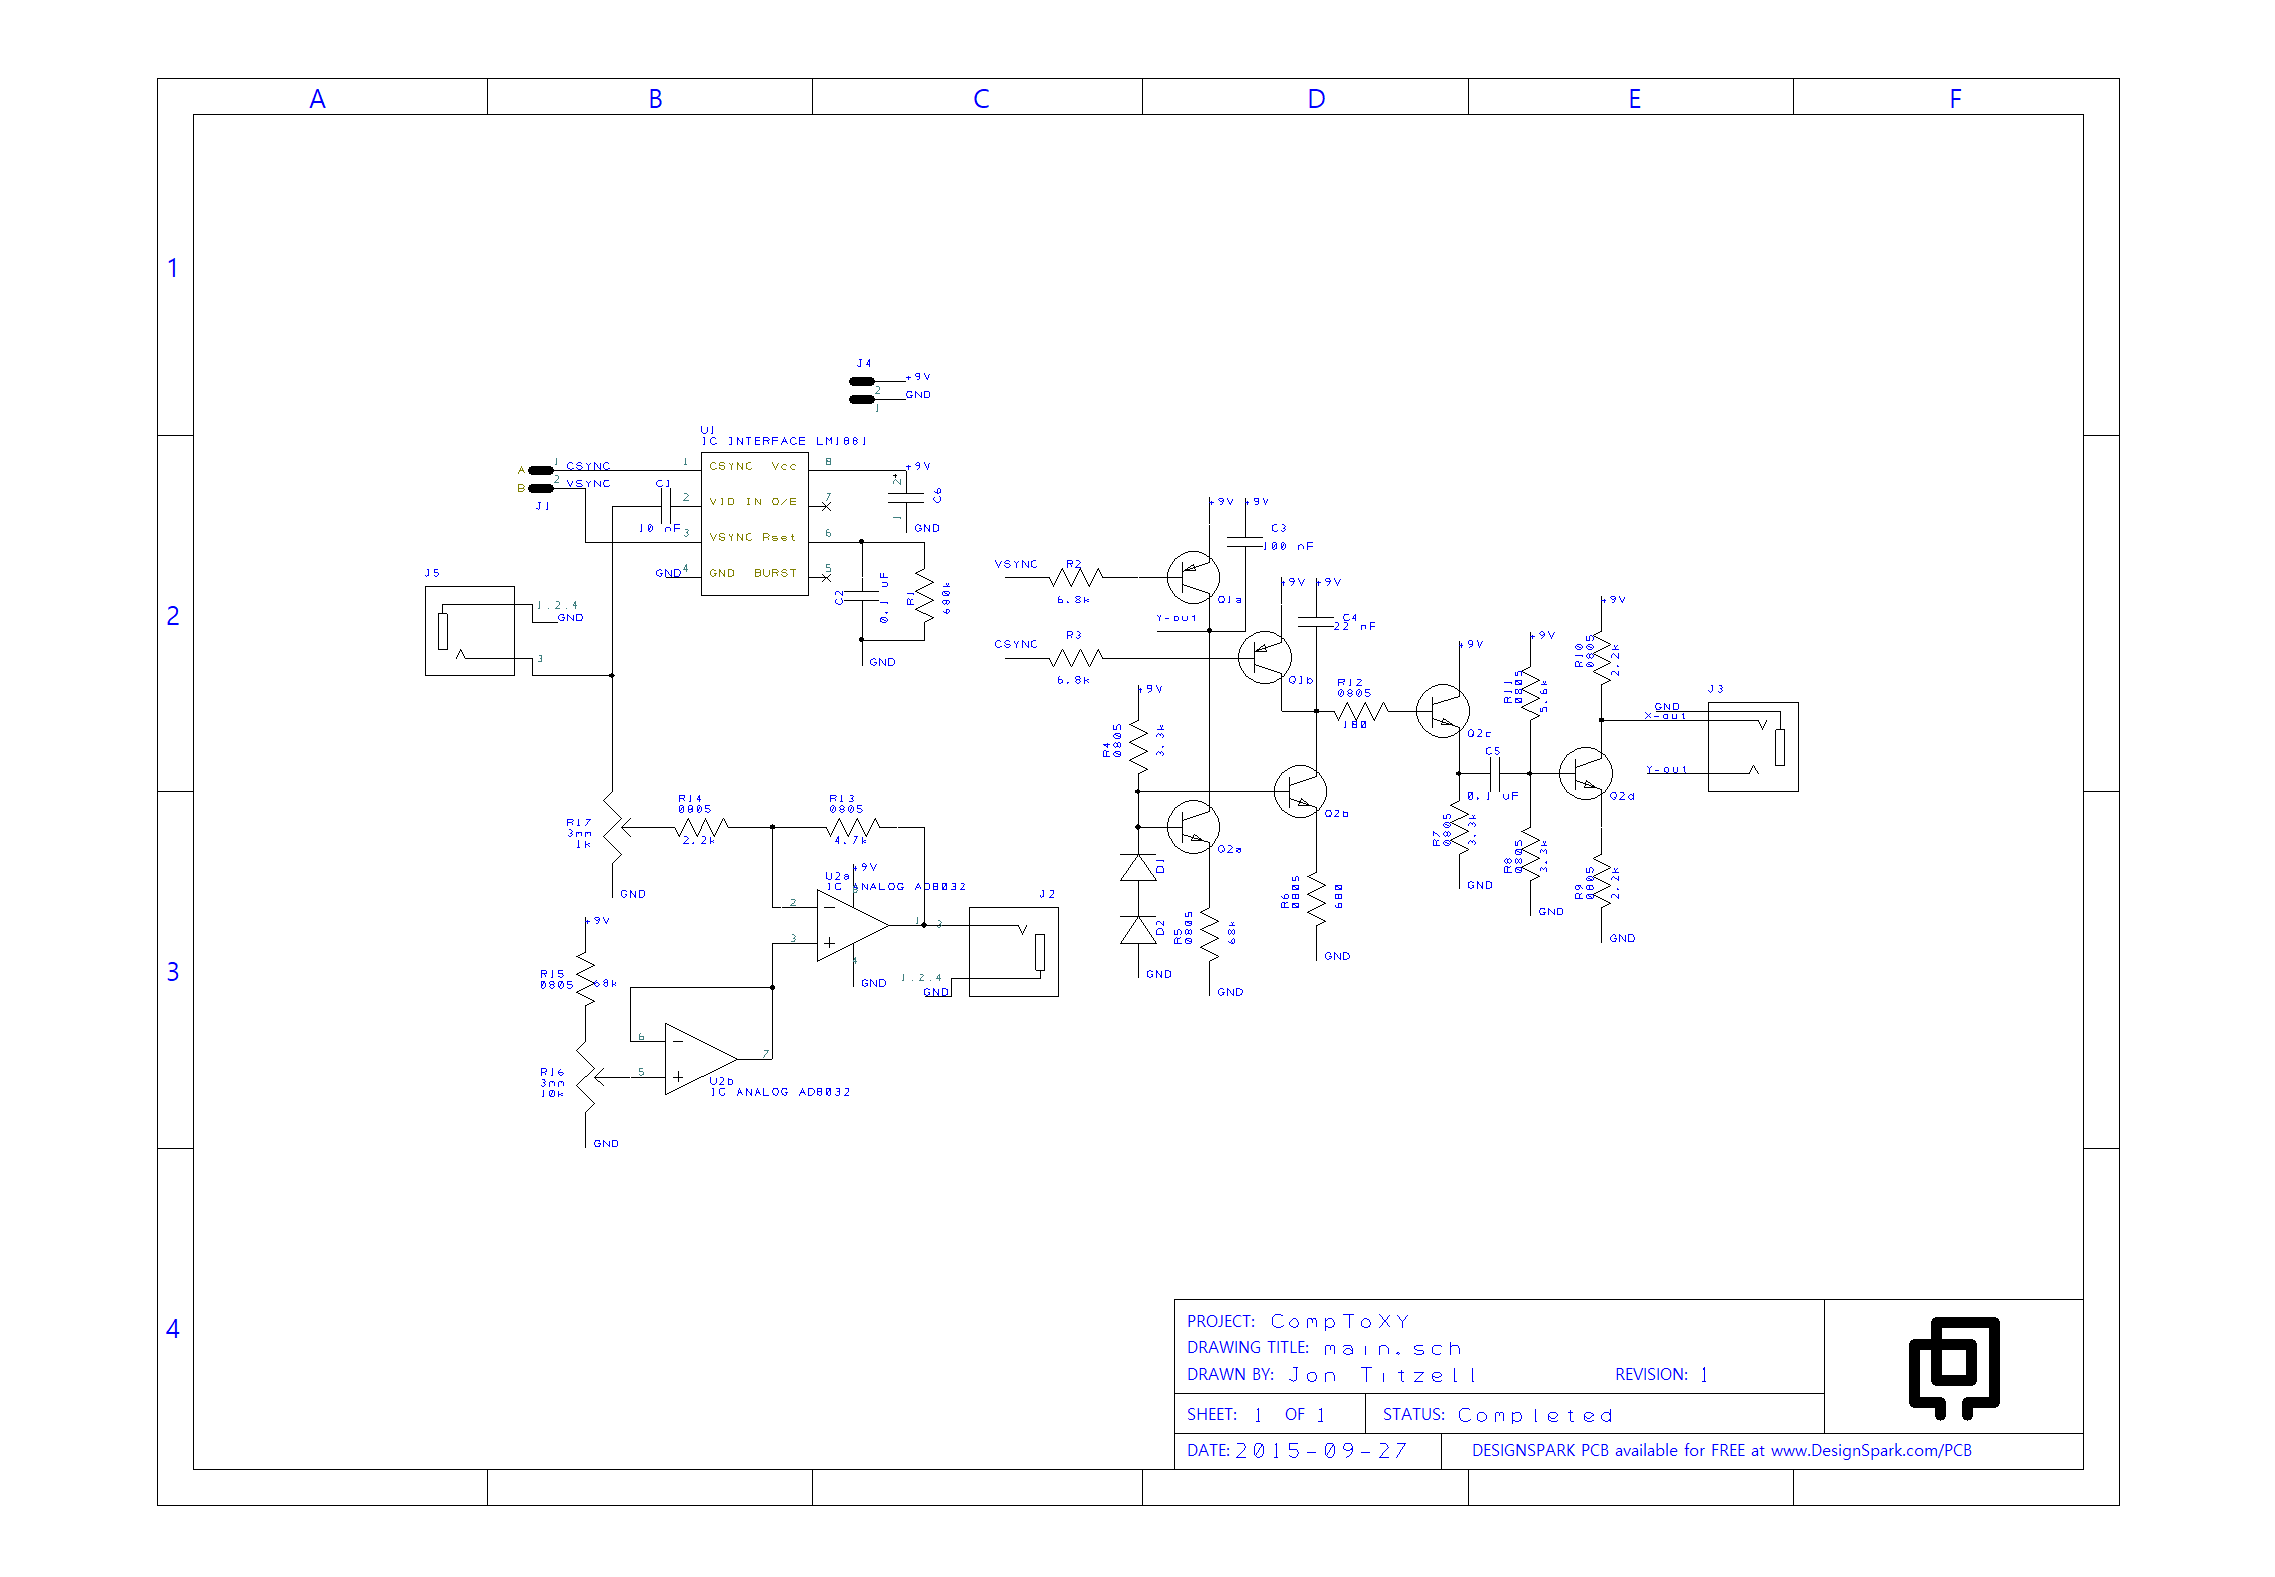 A B C D E F
1
J4
+9V
2
GND
1
U1
IC INTERFACE LM1881
A 1 CSYNC 1 CSYNC Vcc 8 +9V
B 2 VSYNC C1 2 VID IN O/E 7 2+ C6
J1 10 nF 1 GND
3 VSYNC Rset 6
GND 4 GND BURST 5
C2 0.1 uF R1 680k
GND
J5
1.2.4
GND
3
2
+9V +9V
C3
100 nF
VSYNC R2
6.8k
Q1a
Y-out
+9V +9V
C4
22 nF
CSYNC R3
6.8k
Q1b
+9V
R4 0805 3.3k
R12
0805
180
+9V
Q2c
C5
0.1 uF
R7 0805 3.3k
GND
+9V
R11 0805 5.6k
R8 0805 3.3k
GND
+9V
R10 0805 2.2k
Q2d
R9 0805 2.2k
GND
J3
GND
X-out
Y-out
Q2b
Q2a
D1
D2
GND
R5 0805 68k
GND
R6 0805 680
GND
R17
3mm
1k
GND
R14
0805
2.2k
R13
0805
4.7k
+9V
U2a
IC ANALOG AD8032
2
3
1 3
4
GND
J2
1.2.4
GND
3
+9V
R15
0805 68k
R16
3mm
10k
GND
6
5
7
U2b
IC ANALOG AD8032
4
PROJECT: CompToXY
DRAWING TITLE: main.sch
DRAWN BY: Jon Titzell REVISION: 1
SHEET: 1 OF 1 STATUS: Completed
DATE: 2015-09-27 DESIGNSPARK PCB available for FREE at www.DesignSpark.com/PCB